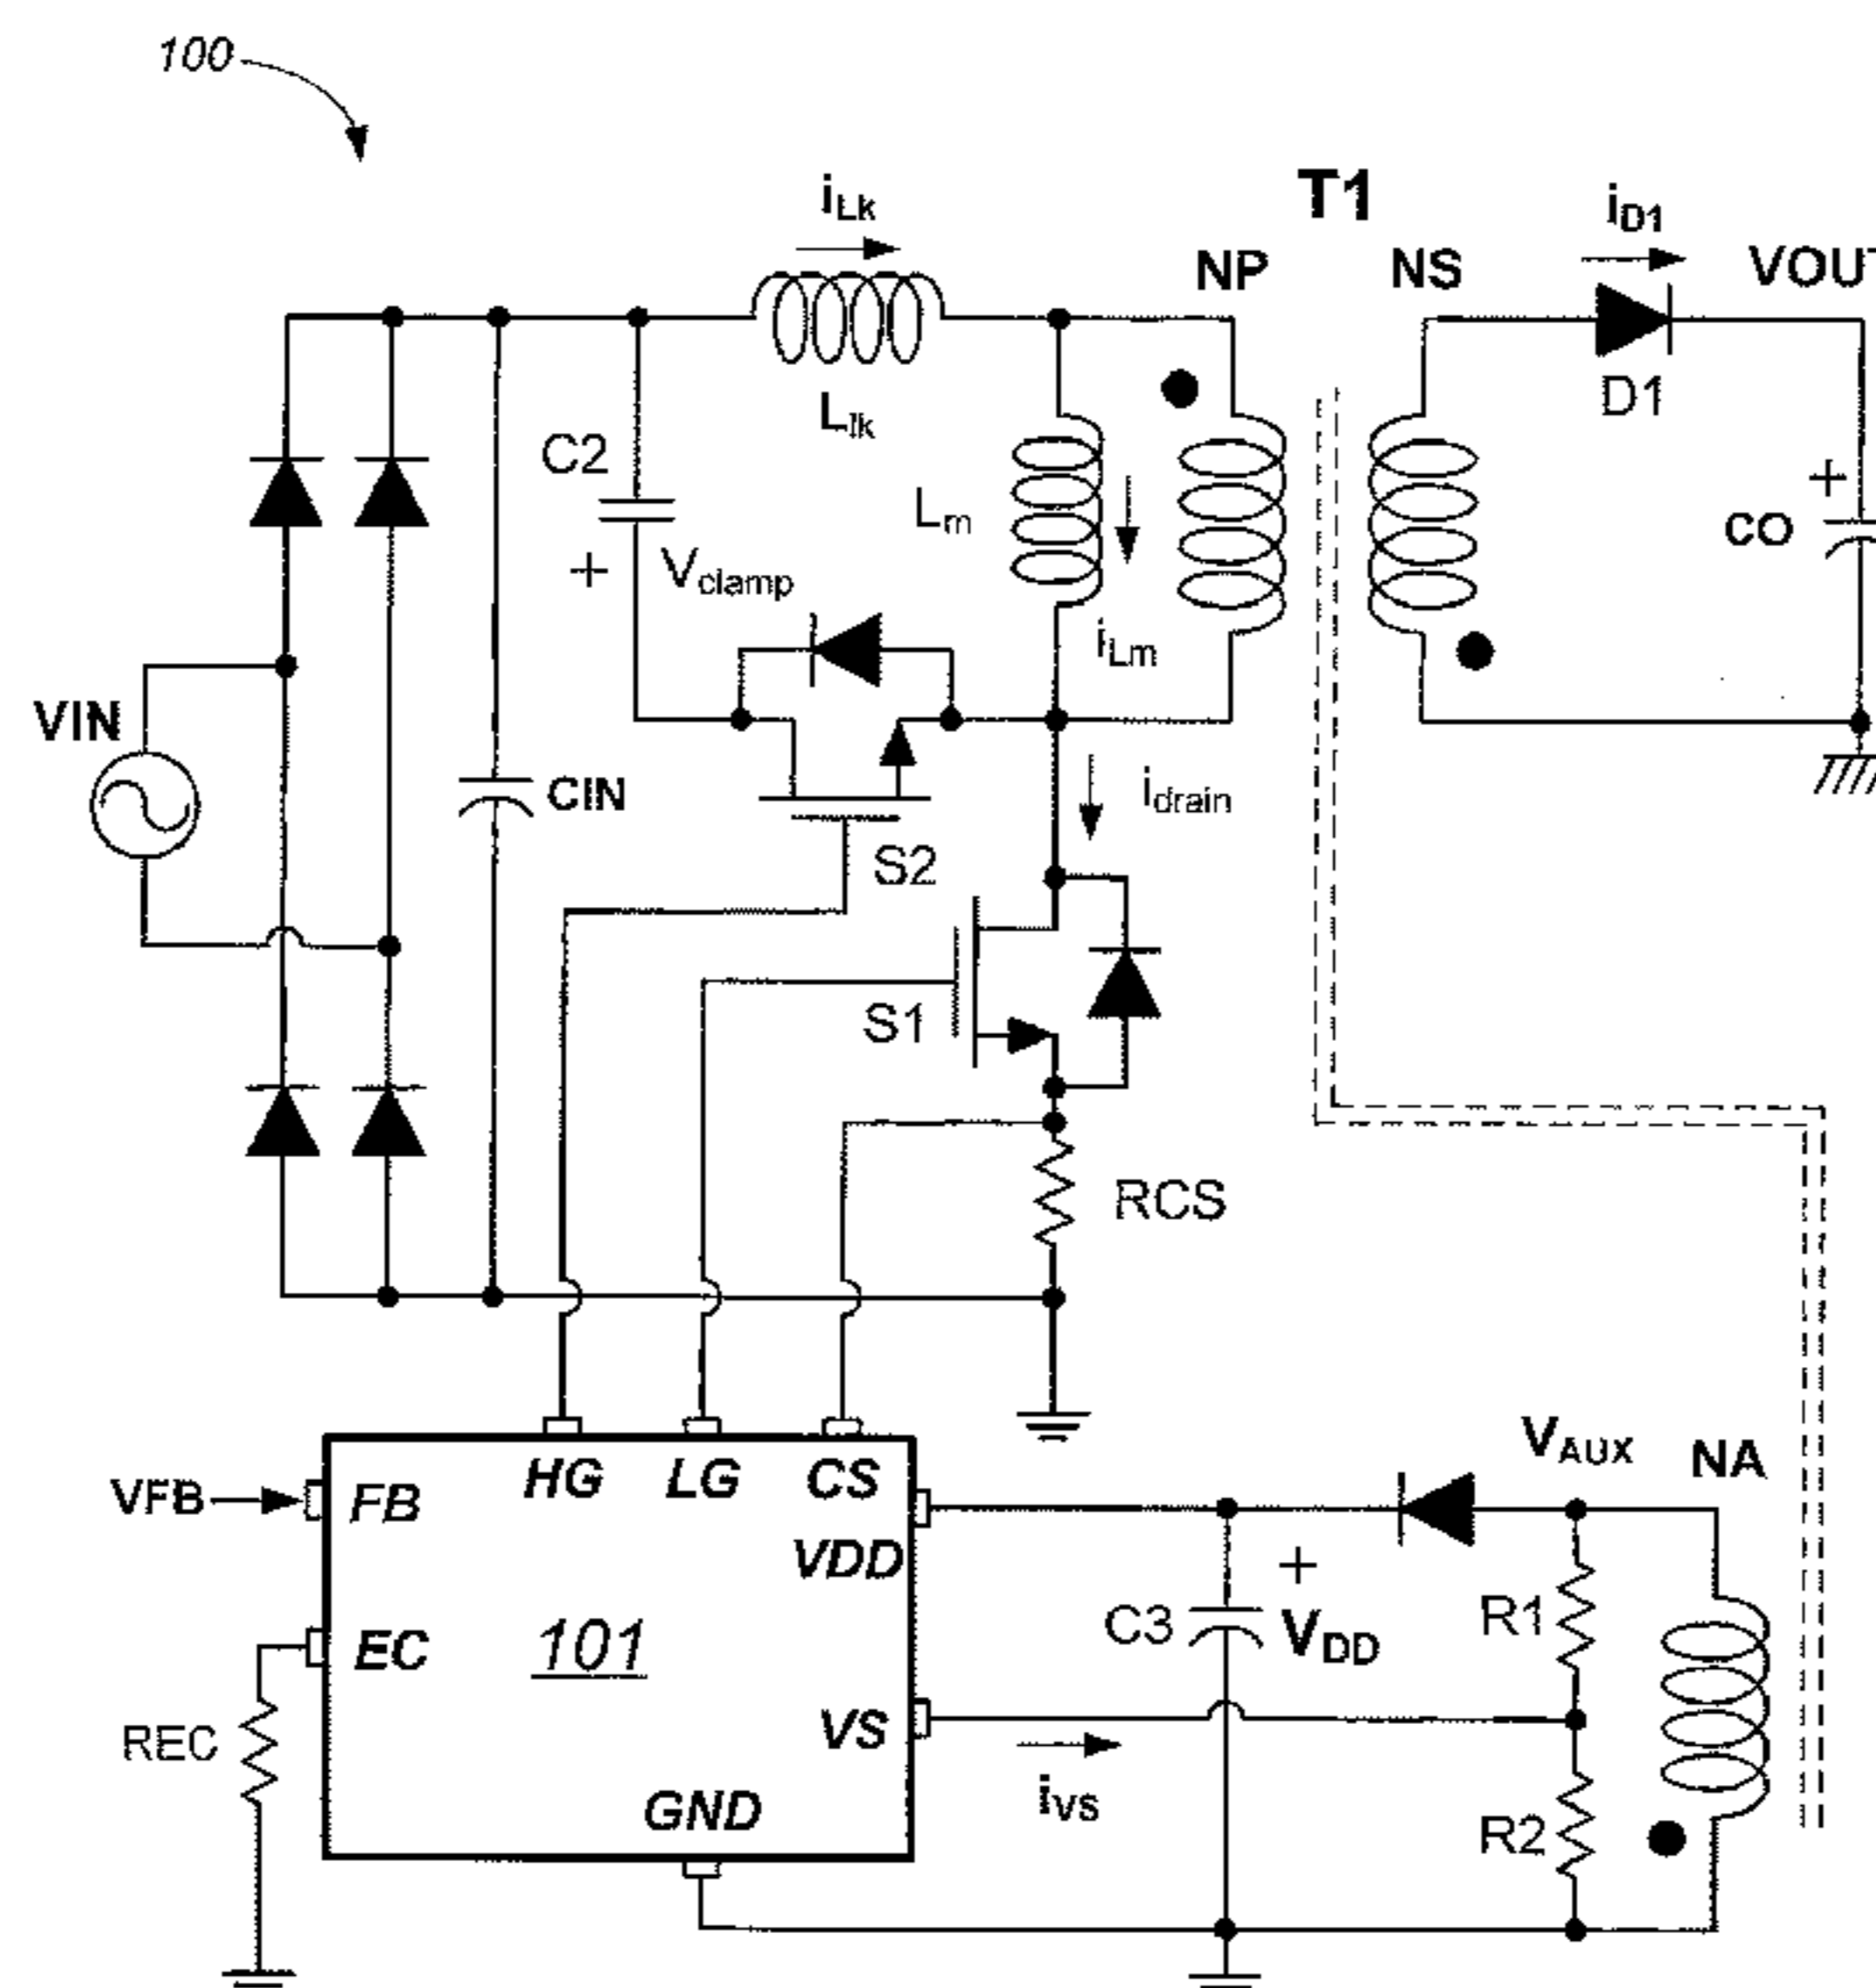 100
T1
iLk
iD1
NP
NS
VOUT
Llk
D1
C2
+
Lm
CO
+
Vclamp
iLm
VIN
CIN
idrain
S2
S1
RCS
VAUX
NA
HG
LG
CS
VFB
FB
VDD
+
C3
VDD
R1
EC
101
REC
VS
iVS
R2
GND